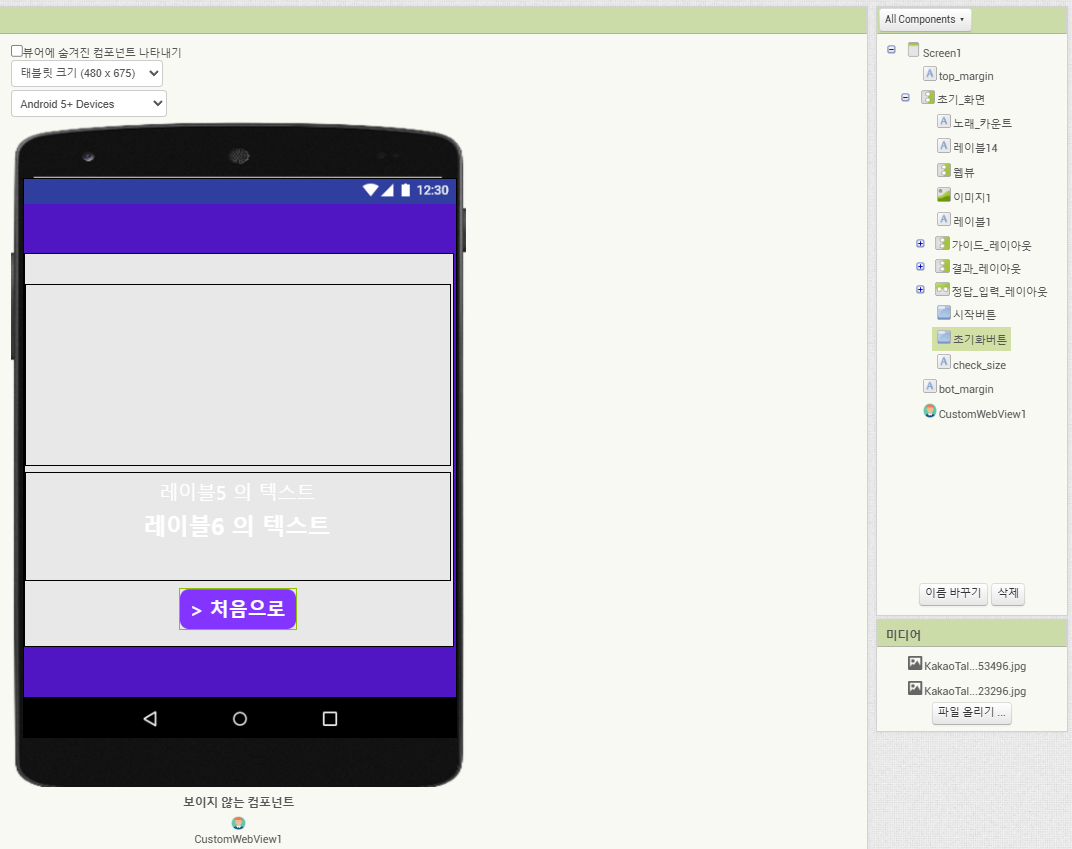 뷰어에 숨겨진 컴포넌트 나타내기
태블릿 크기 (480 x 675)
Android 5+ Devices
12:30
레이블5 의 텍스트
레이블6 의 텍스트
> 처음으로
보이지 않는 컴포넌트
CustomWebView1
All Components
Screen1
top_margin
초기_화면
노래_카운트
레이블14
웹뷰
이미지1
레이블1
가이드_레이아웃
결과_레이아웃
정답_입력_레이아웃
시작버튼
초기화버튼
check_size
bot_margin
CustomWebView1
이름 바꾸기 삭제
미디어
KakaoTal...53496.jpg
KakaoTal...23296.jpg
파일 올리기 ...